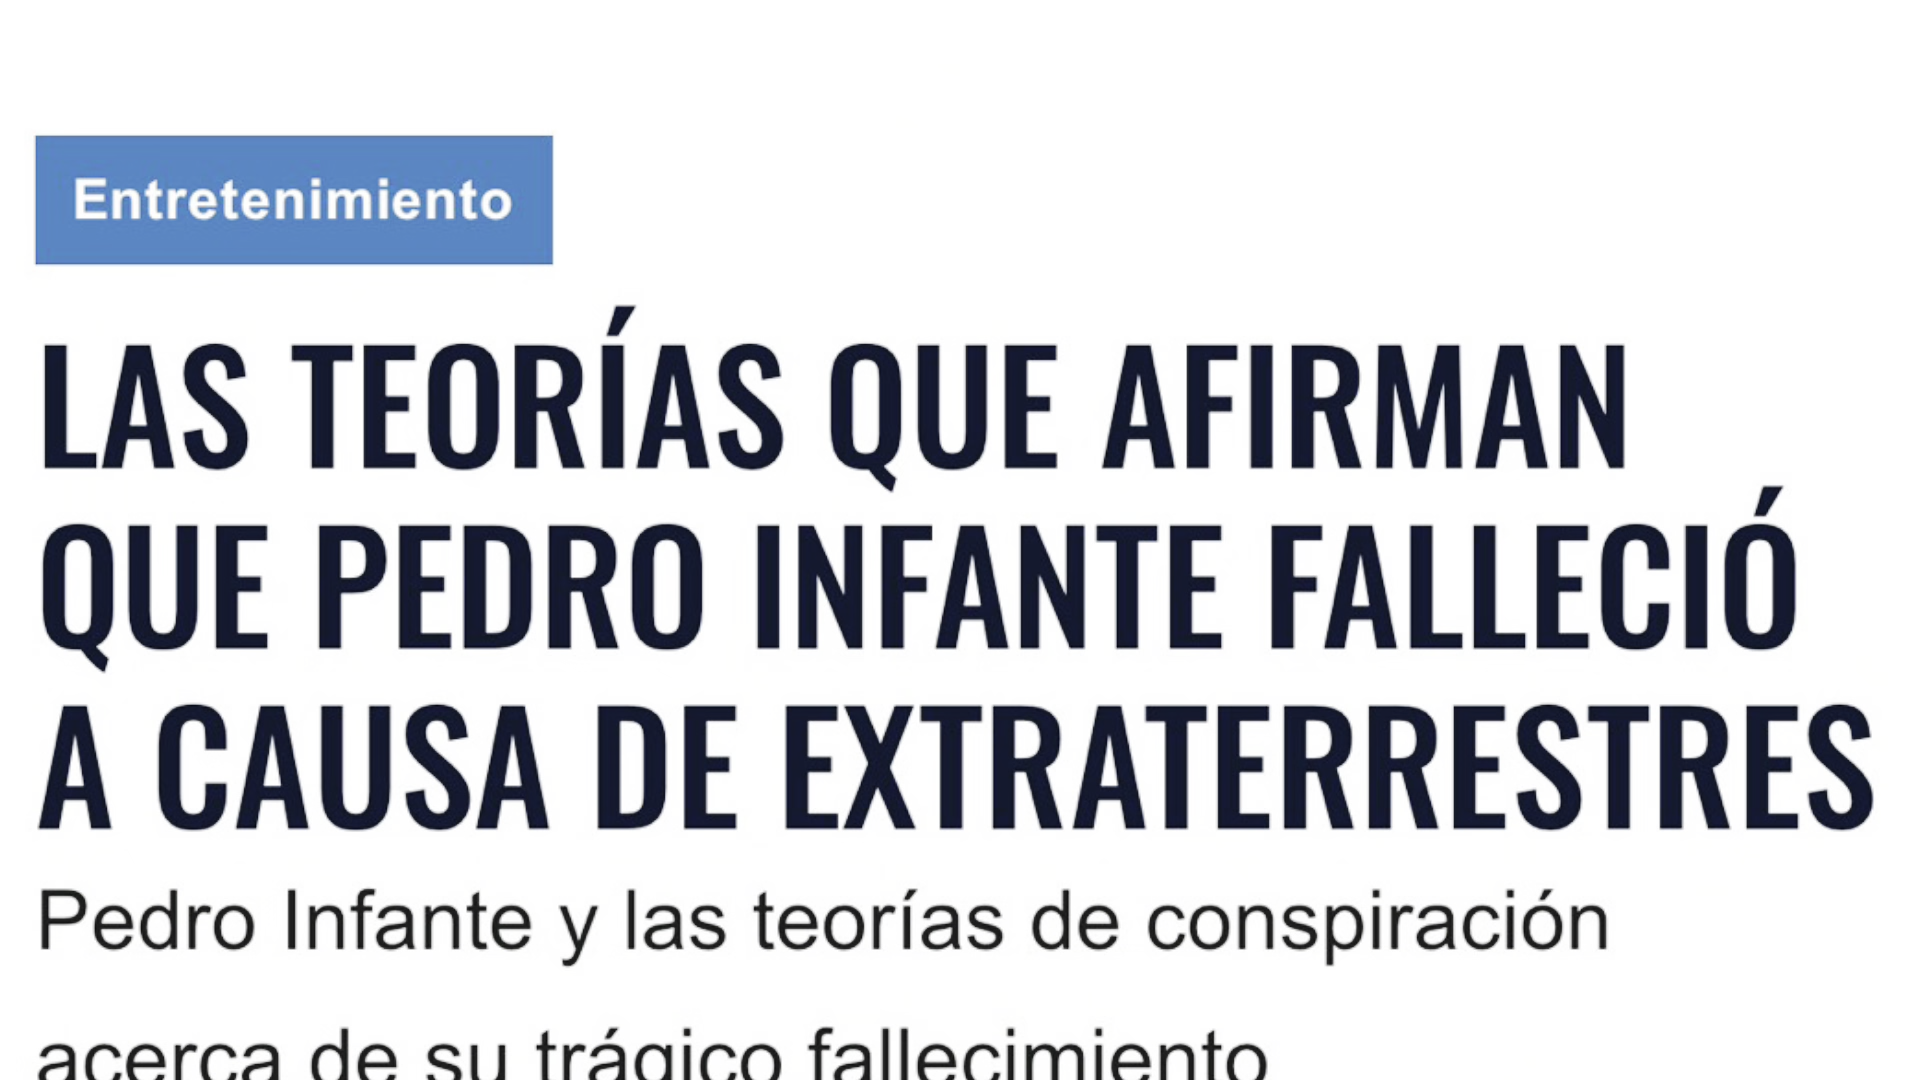 Entretenimiento
LAS TEORÍAS QUE AFIRMAN
QUE PEDRO INFANTE FALLECIÓ
A CAUSA DE EXTRATERRESTRES
Pedro Infante y las teorías de conspiración
acerca de su trágico fallecimiento